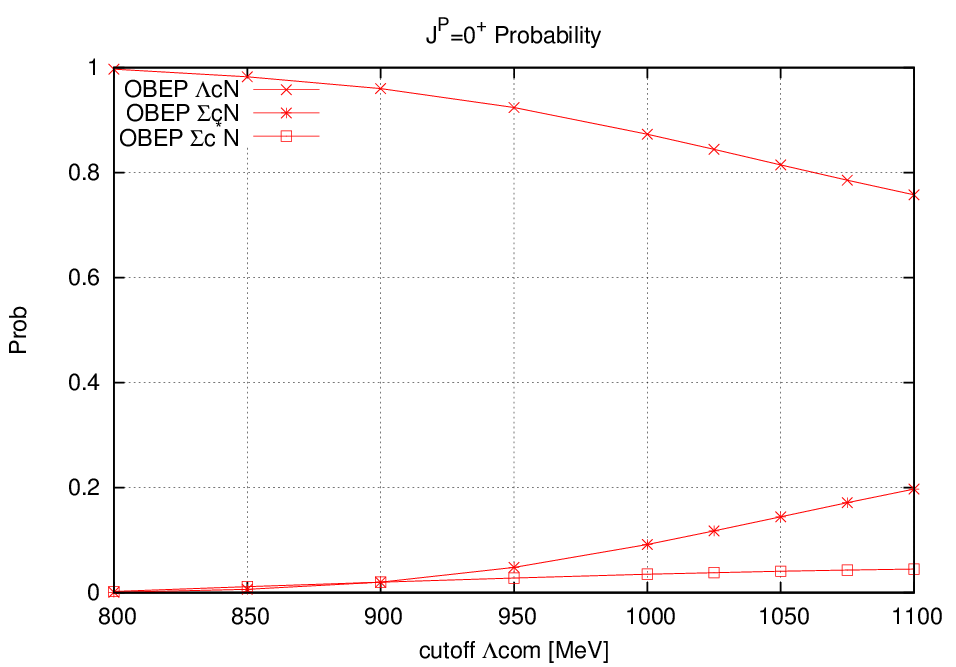 J^P=0^+ Probability
1
0.8
0.6
0.4
0.2
0
Prob
OBEP ΛcN
OBEP ΣcN
OBEP Σc*N
800 850 900 950 1000 1050 1100
cutoff Λcom [MeV]